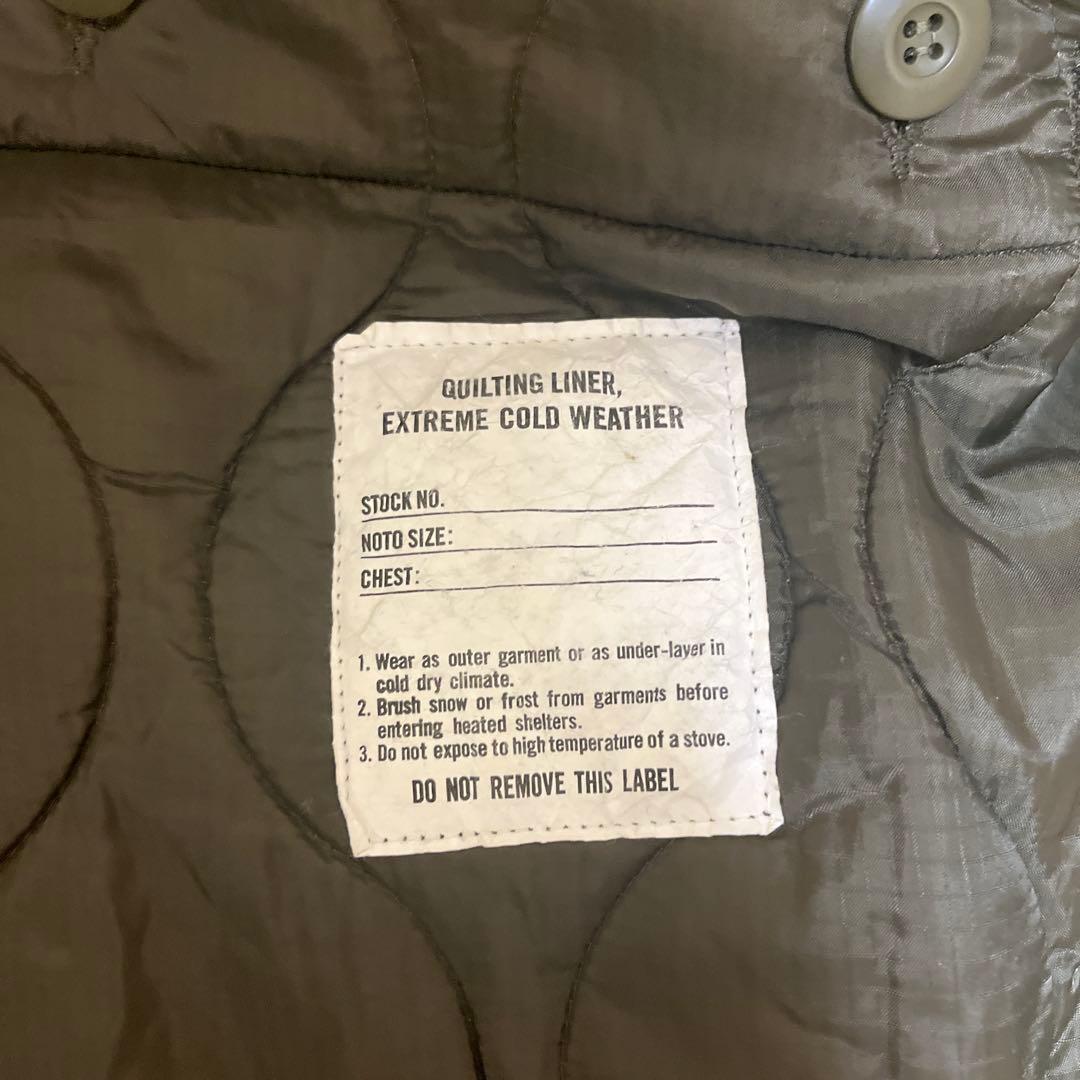 QUILTING LINER,
EXTREME COLD WEATHER
STOCK NO.
NOTO SIZE:
CHEST:
1. Wear as outer garment or as under-layer in
cold dry climate.
2. Brush snow or frost from garments before
entering heated shelters.
3. Do not expose to high temperature of a stove.
DO NOT REMOVE THIS LABEL